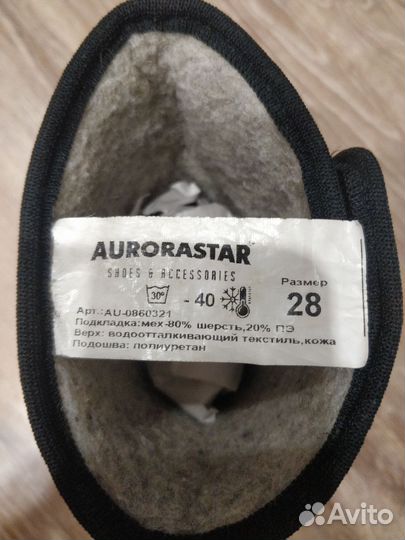 AURORASTAR
SHOES & ACCESSORIES
30°
- 40
Размер
28
Арт.:AU-0860321
Подкладка:мех-80% шерсть,20% ПЭ
Верх: водоотталкивающий текстиль,кожа
Подошва: полиуретан
Avito